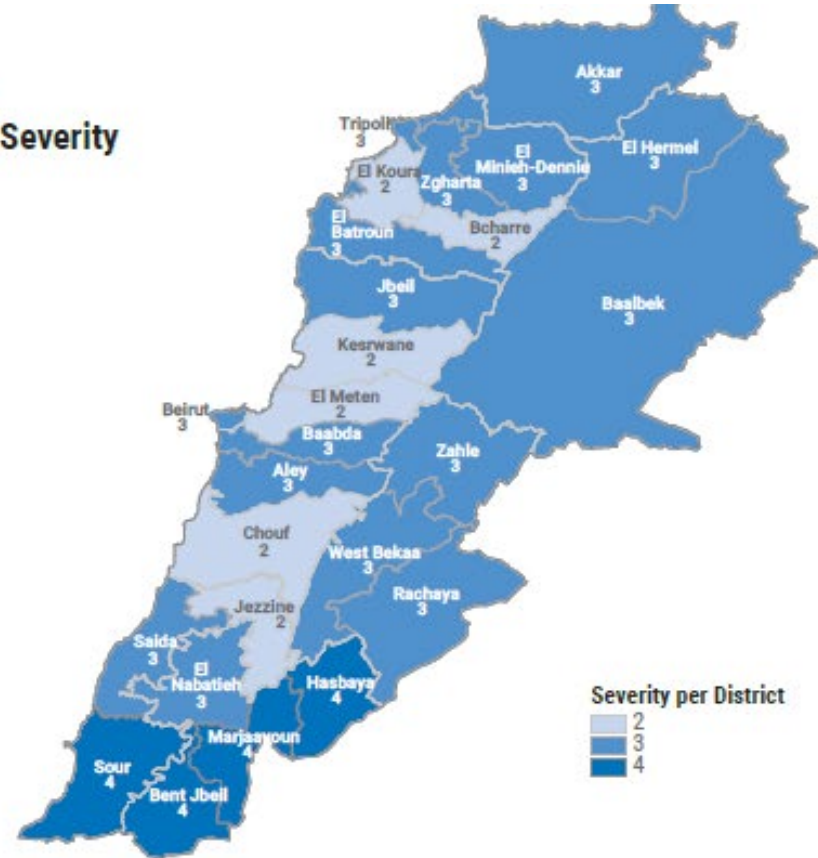 Severity
Akkar
3
Tripoli
3
El
Minieh-Dennie
3
El Hermel
3
El Koura
2
Zgharta
3
El
Batroun
3
Bcharre
2
Jbeil
3
Baalbek
3
Kesrwane
2
El Meten
2
Beirut
3
Baabda
3
Zahle
3
Aley
3
Chouf
2
West Bekaa
3
Rachaya
3
Jezzine
2
Saida
3
El
Nabatieh
3
Hasbaya
4
Marjaayoun
4
Sour
4
Bent Jbeil
4
Severity per District
2
3
4